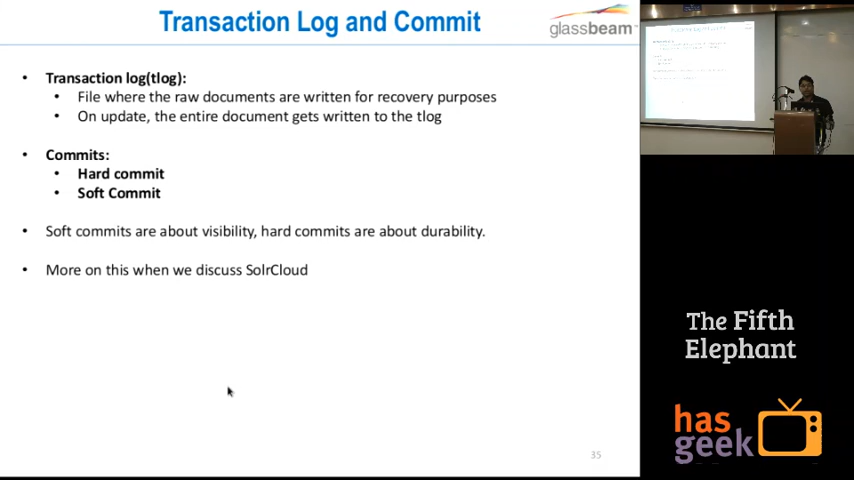 Transaction Log and Commit
glassbeam
• Transaction log(tlog):
• File where the raw documents are written for recovery purposes
• On update, the entire document gets written to the tlog
• Commits:
• Hard commit
• Soft Commit
• Soft commits are about visibility, hard commits are about durability.
• More on this when we discuss SolrCloud
35
The Fifth
Elephant
has
geek